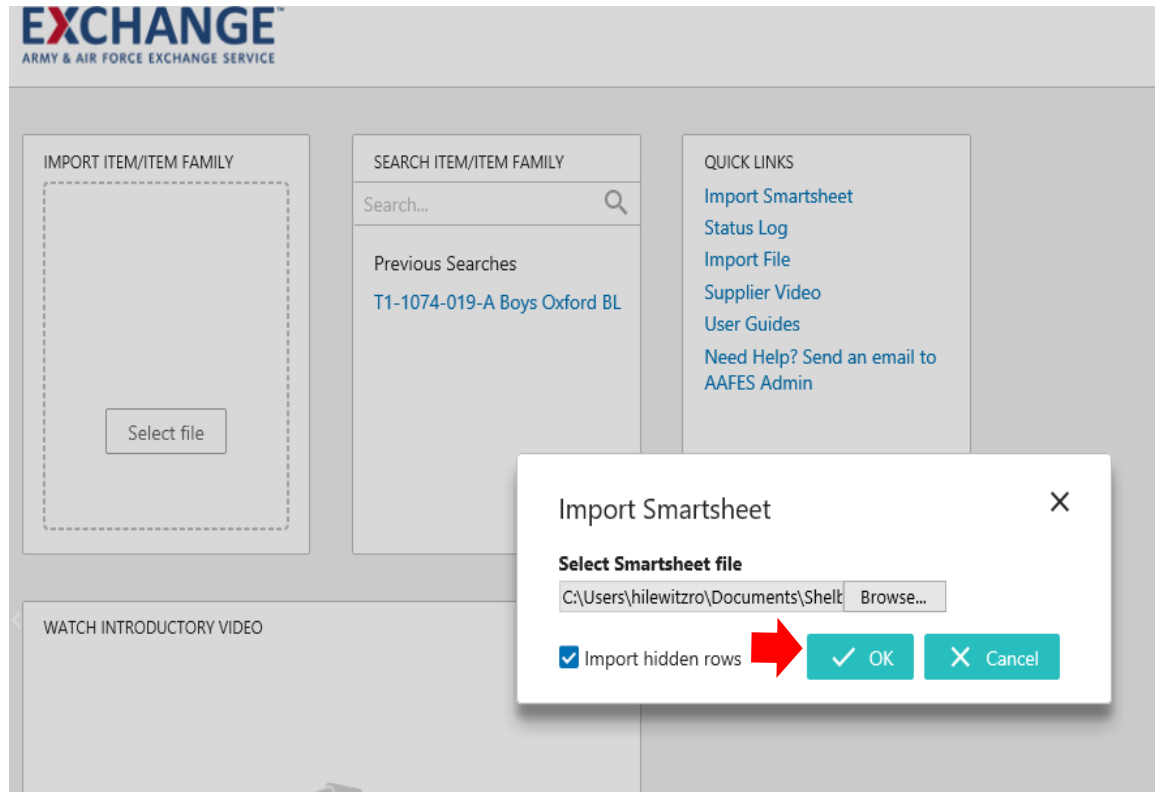 EXCHANGE™
ARMY & AIR FORCE EXCHANGE SERVICE
IMPORT ITEM/ITEM FAMILY
Select file
SEARCH ITEM/ITEM FAMILY
Search...
Previous Searches
T1-1074-019-A Boys Oxford BL
QUICK LINKS
Import Smartsheet
Status Log
Import File
Supplier Video
User Guides
Need Help? Send an email to
AAFES Admin
Import Smartsheet
Select Smartsheet file
C:\Users\hilewitzro\Documents\Shelb Browse...
Import hidden rows OK Cancel
WATCH INTRODUCTORY VIDEO